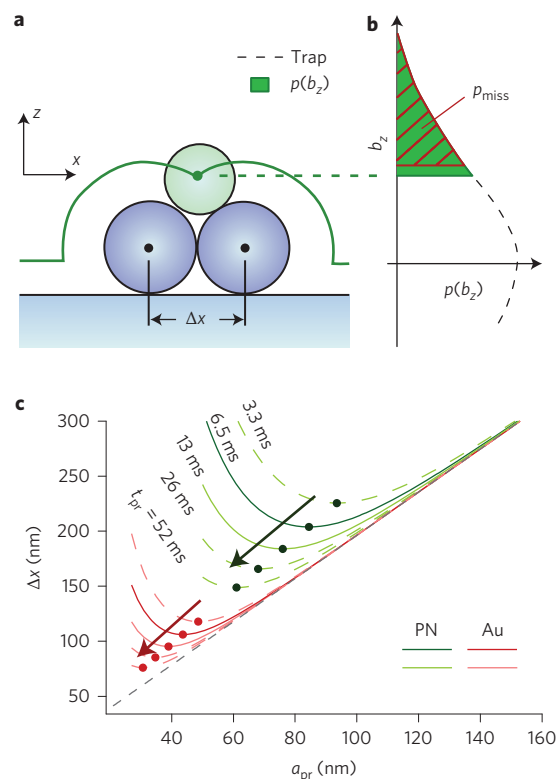 a
Trap
p(b_z)
z
x
Δx
b
b_z
p_miss
p(b_z)
c
300
250
200
150
100
50
Δx (nm)
3.3 ms
6.5 ms
13 ms
26 ms
t_pr = 52 ms
PN Au
40 60 80 100 120 140 160
a_pr (nm)